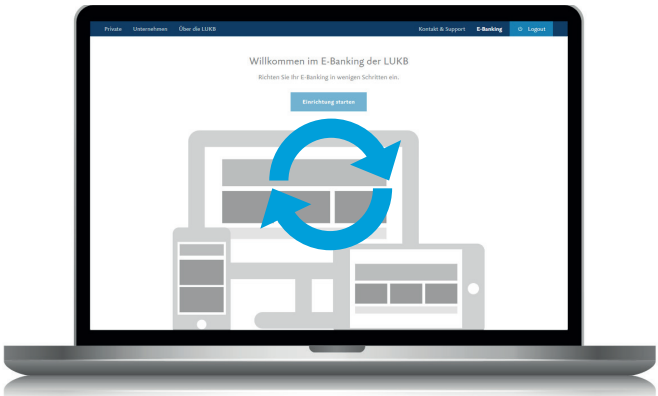 Private Unternehmen Über die LUKB Kontakt & Support E-Banking Logout
Willkommen im E-Banking der LUKB
Richten Sie Ihr E-Banking in wenigen Schritten ein.
Einrichtung starten